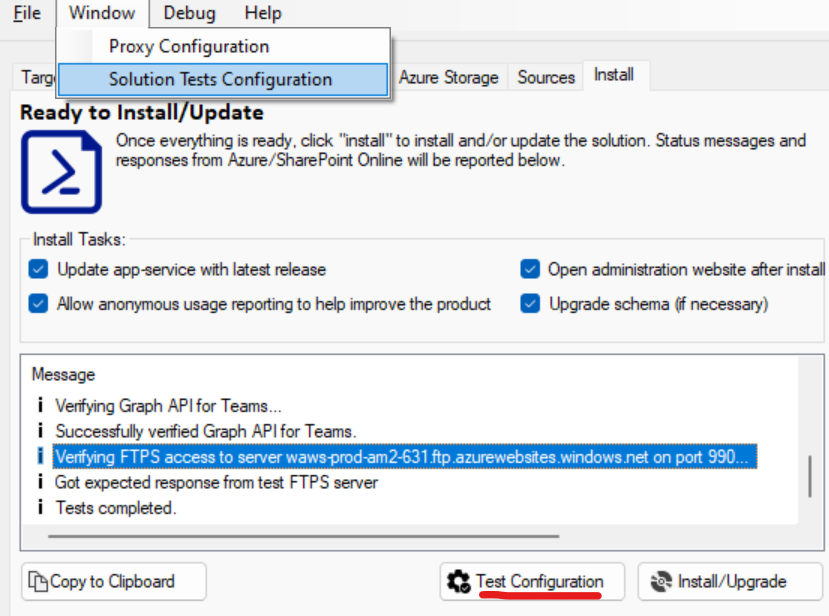 File Window Debug Help
Proxy Configuration
Solution Tests Configuration
Targ Azure Storage Sources Install
Ready to Install/Update
Once everything is ready, click "install" to install and/or update the solution. Status messages and
responses from Azure/SharePoint Online will be reported below.
Install Tasks:
Update app-service with latest release Open administration website after install
Allow anonymous usage reporting to help improve the product Upgrade schema (if necessary)
Message
i Verifying Graph API for Teams...
i Successfully verified Graph API for Teams.
i Verifying FTPS access to server waws-prod-am2-631.ftp.azurewebsites.windows.net on port 990...
i Got expected response from test FTPS server
i Tests completed.
Copy to Clipboard Test Configuration Install/Upgrade